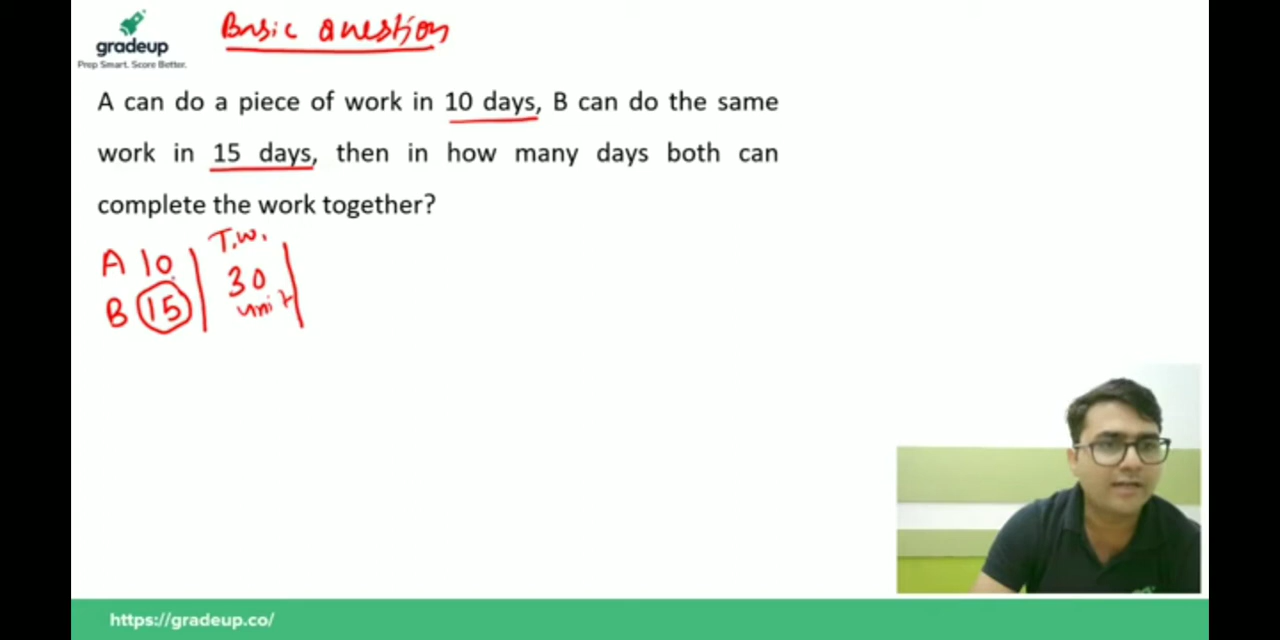 Basic question
gradeup
Prep Smart. Score Better.
A can do a piece of work in 10 days, B can do the same
work in 15 days, then in how many days both can
complete the work together?
T.W.
A 10
30
B 15
unit
https://gradeup.co/